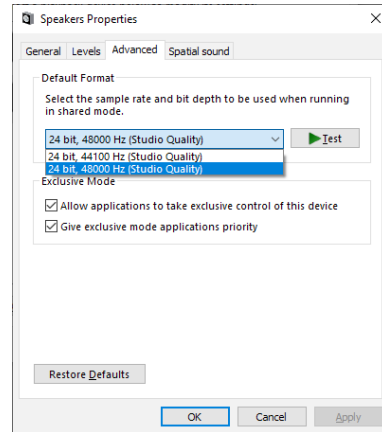 Speakers Properties
General Levels Advanced Spatial sound
Default Format
Select the sample rate and bit depth to be used when running
in shared mode.
24 bit, 48000 Hz (Studio Quality)
Test
24 bit, 44100 Hz (Studio Quality)
24 bit, 48000 Hz (Studio Quality)
Exclusive Mode
Allow applications to take exclusive control of this device
Give exclusive mode applications priority
Restore Defaults
OK Cancel Apply